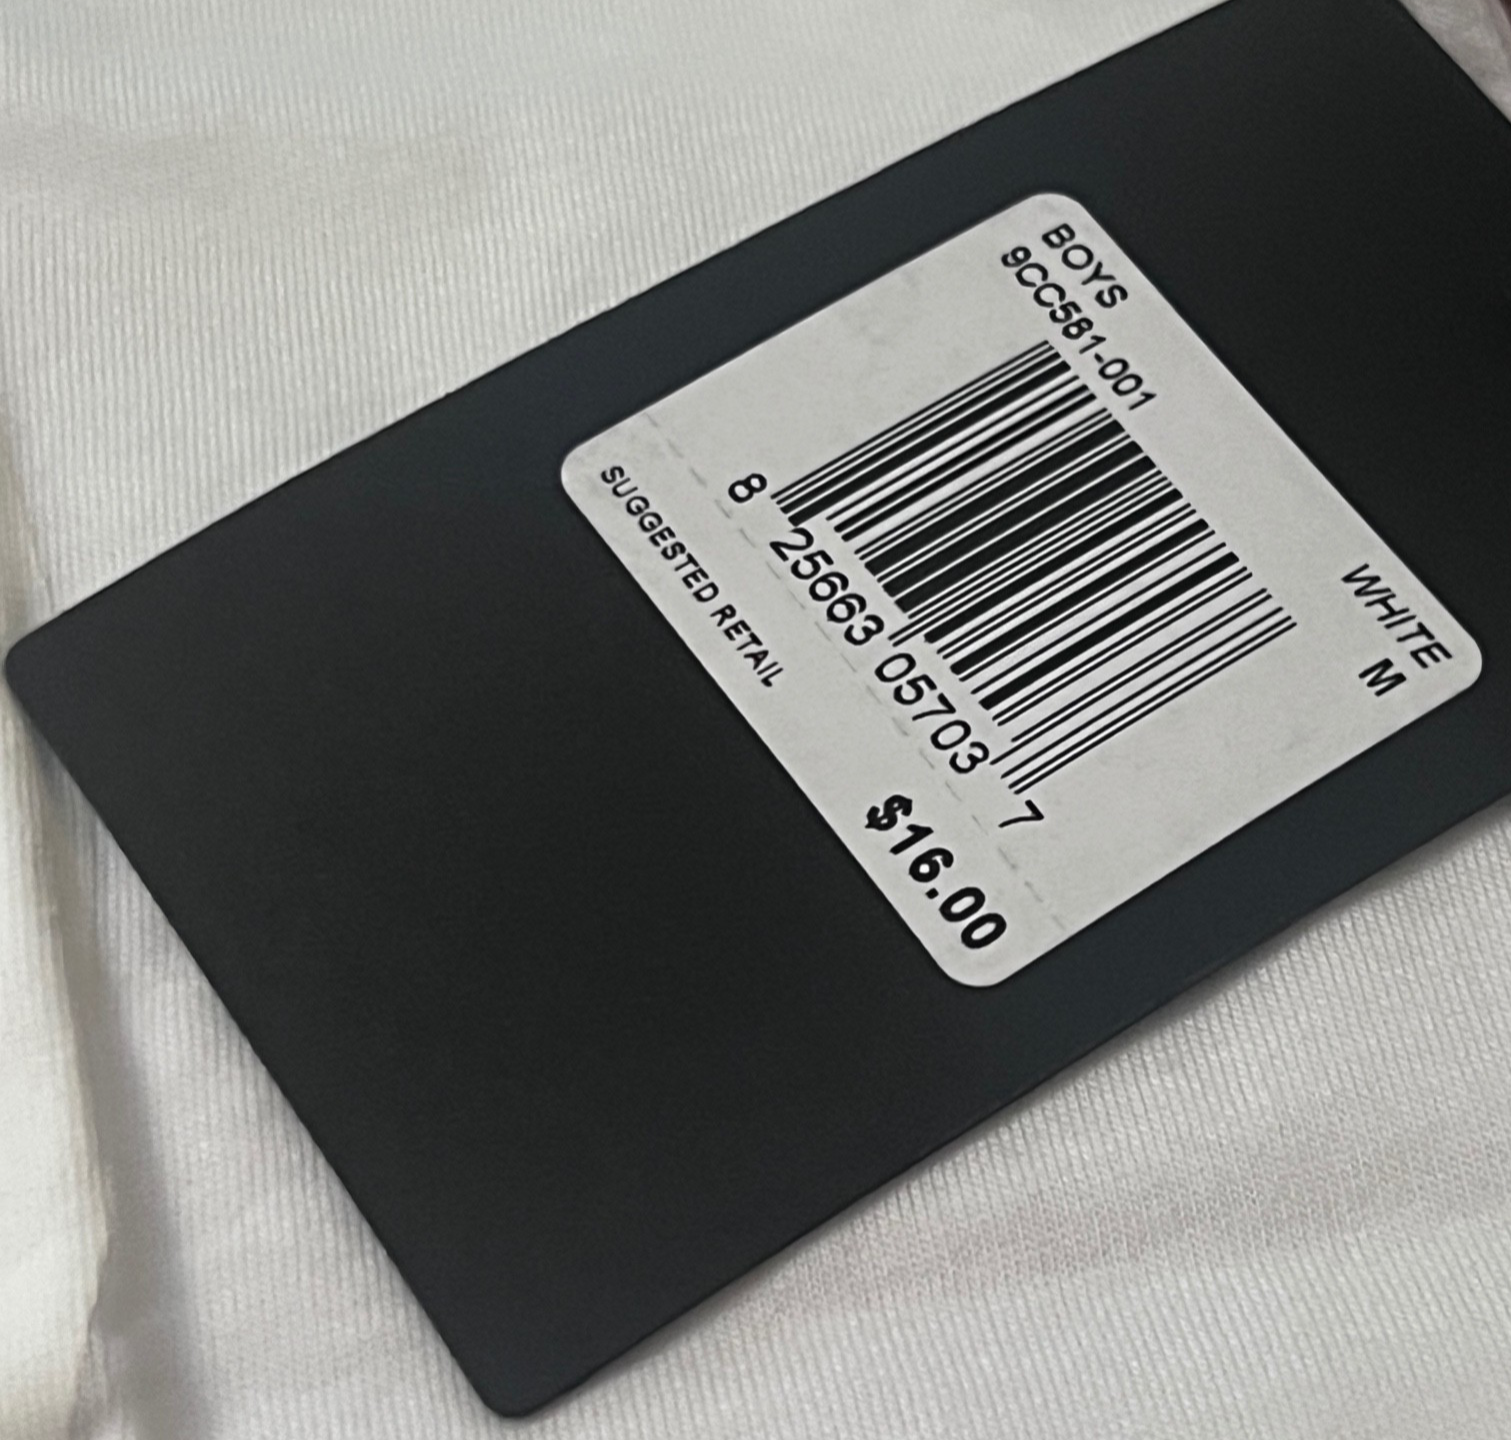 BOYS
9CC581-001
WHITE
M
8 25663 05703 7
SUGGESTED RETAIL
$16.00